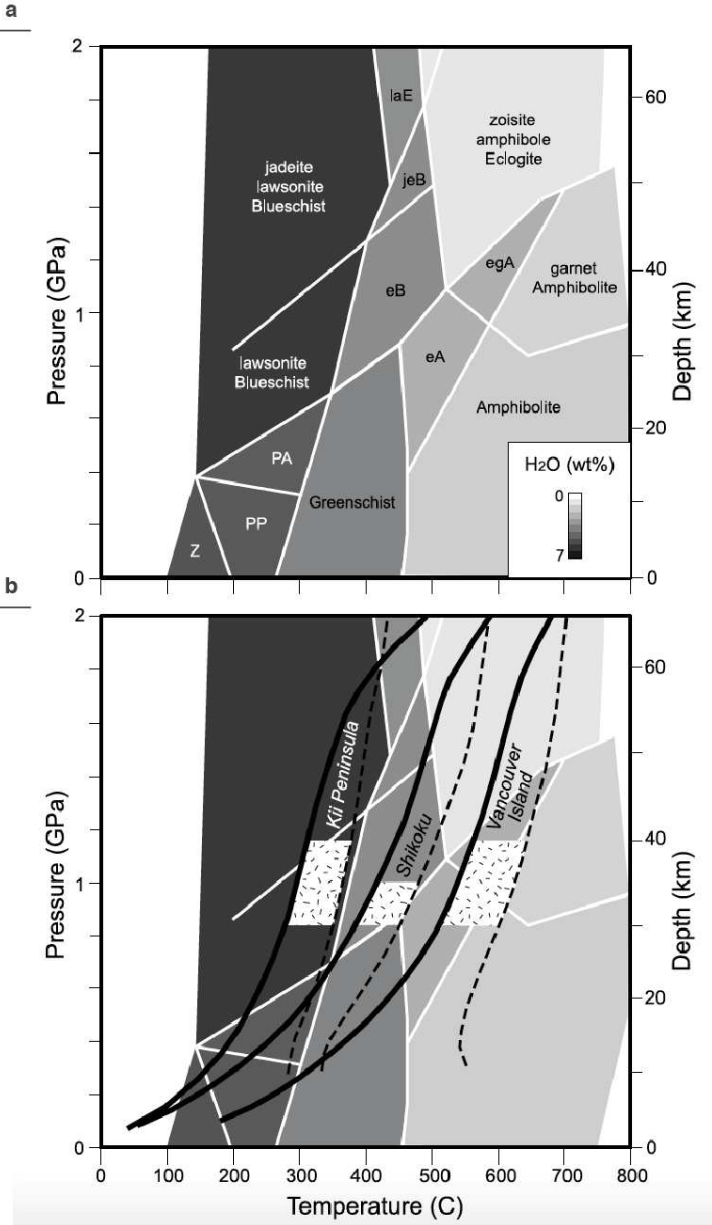 a
2
1
0
Pressure (GPa)
60
40
20
0
Depth (km)
jadeite
lawsonite
Blueschist
laE
jeB
zoisite
amphibole
Eclogite
egA
garnet
Amphibolite
eB
lawsonite
Blueschist
eA
Amphibolite
PA
Greenschist
PP
Z
H2O (wt%)
0
7
b
2
1
0
Pressure (GPa)
60
40
20
0
Depth (km)
Kii Peninsula
Shikoku
Vancouver
Island
0 100 200 300 400 500 600 700 800
Temperature (C)